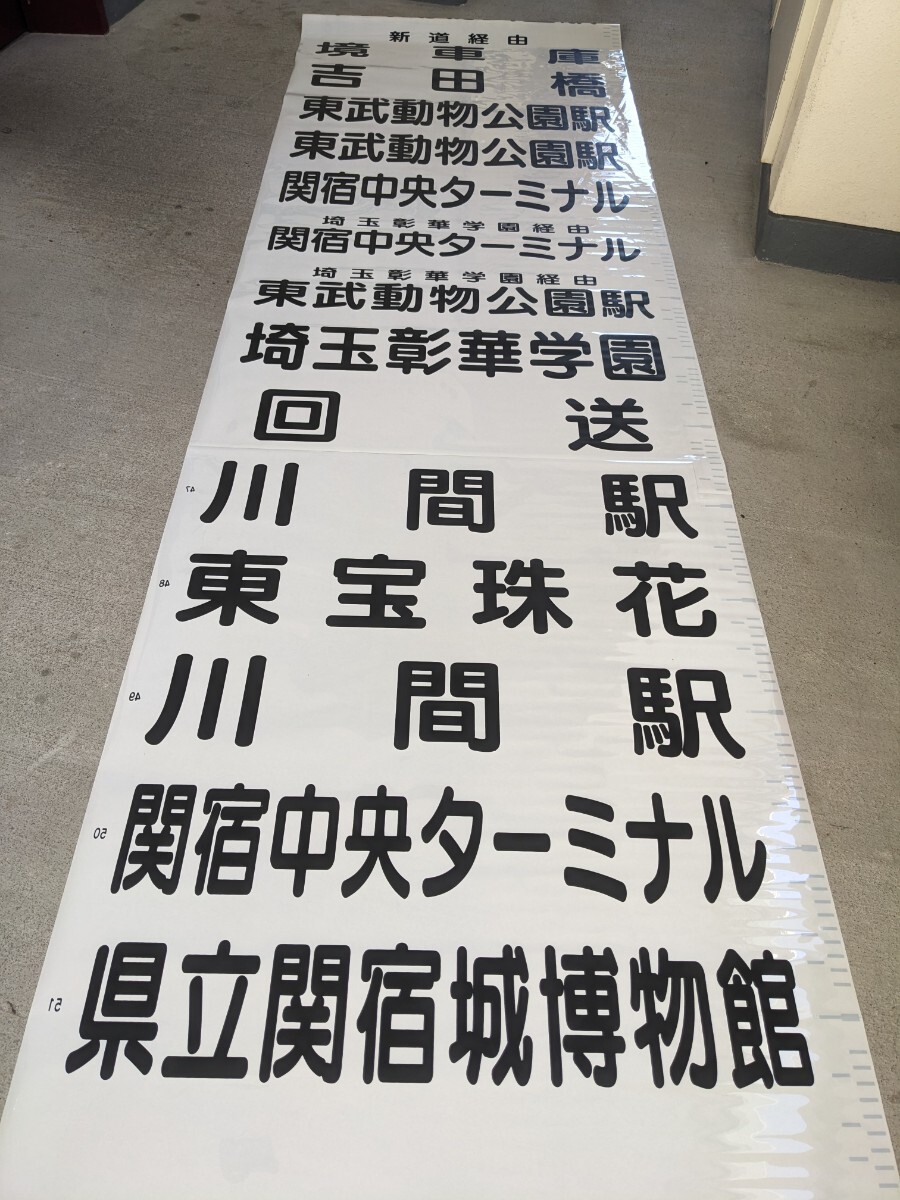 新道経由
境車庫
吉田橋
東武動物公園駅
東武動物公園駅
関宿中央ターミナル
埼玉彰華学園経由
関宿中央ターミナル
埼玉彰華学園経由
東武動物公園駅
埼玉彰華学園
回送
47 川間駅
48 東宝珠花
49 川間駅
50 関宿中央ターミナル
51 県立関宿城博物館